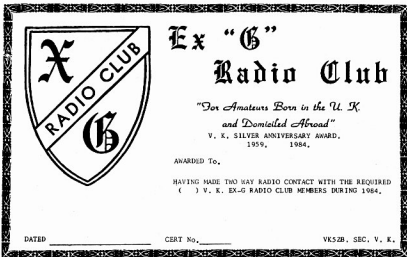 X
RADIO CLUB
G
Ex "G"
Radio Club
"For Amateurs Born in the U. K.
and Domiciled Abroad"
V. K. SILVER ANNIVERSARY AWARD.
1959. 1984.
AWARDED To.
HAVING MADE TWO WAY RADIO CONTACT WITH THE REQUIRED
( ) V. K. EX-G RADIO CLUB MEMBERS DURING 1984.
DATED CERT No. VK5ZB, SEC, V. K.